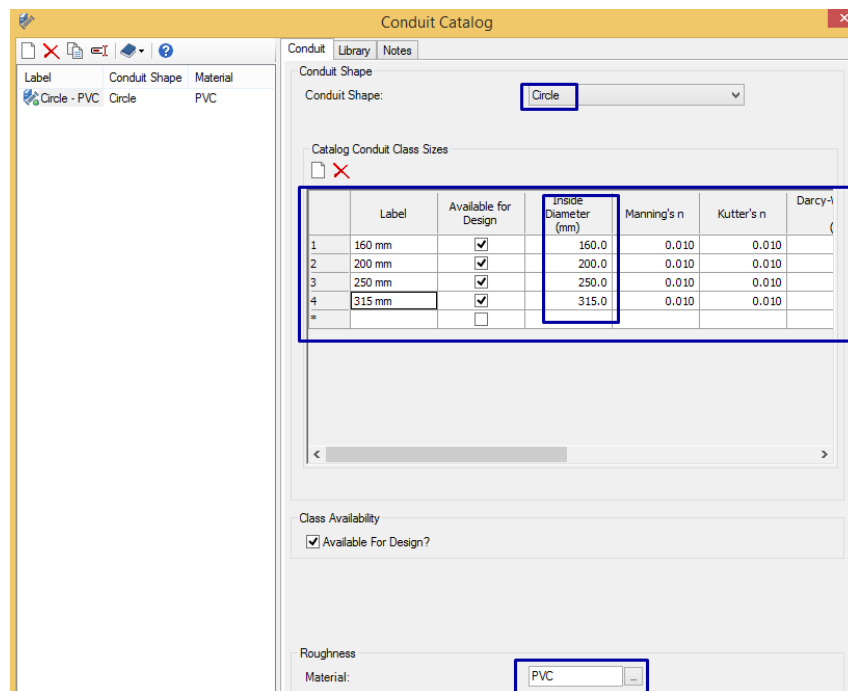 Conduit Catalog
Conduit Library Notes
Label Conduit Shape Material
Circle - PVC Circle PVC
Conduit Shape
Conduit Shape: Circle
Catalog Conduit Class Sizes
Label Available for Design Inside Diameter (mm) Manning's n Kutter's n Darcy-
1 160 mm 160.0 0.010 0.010
2 200 mm 200.0 0.010 0.010
3 250 mm 250.0 0.010 0.010
4 315 mm 315.0 0.010 0.010
*
Class Availability
Available For Design?
Roughness
Material: PVC ...